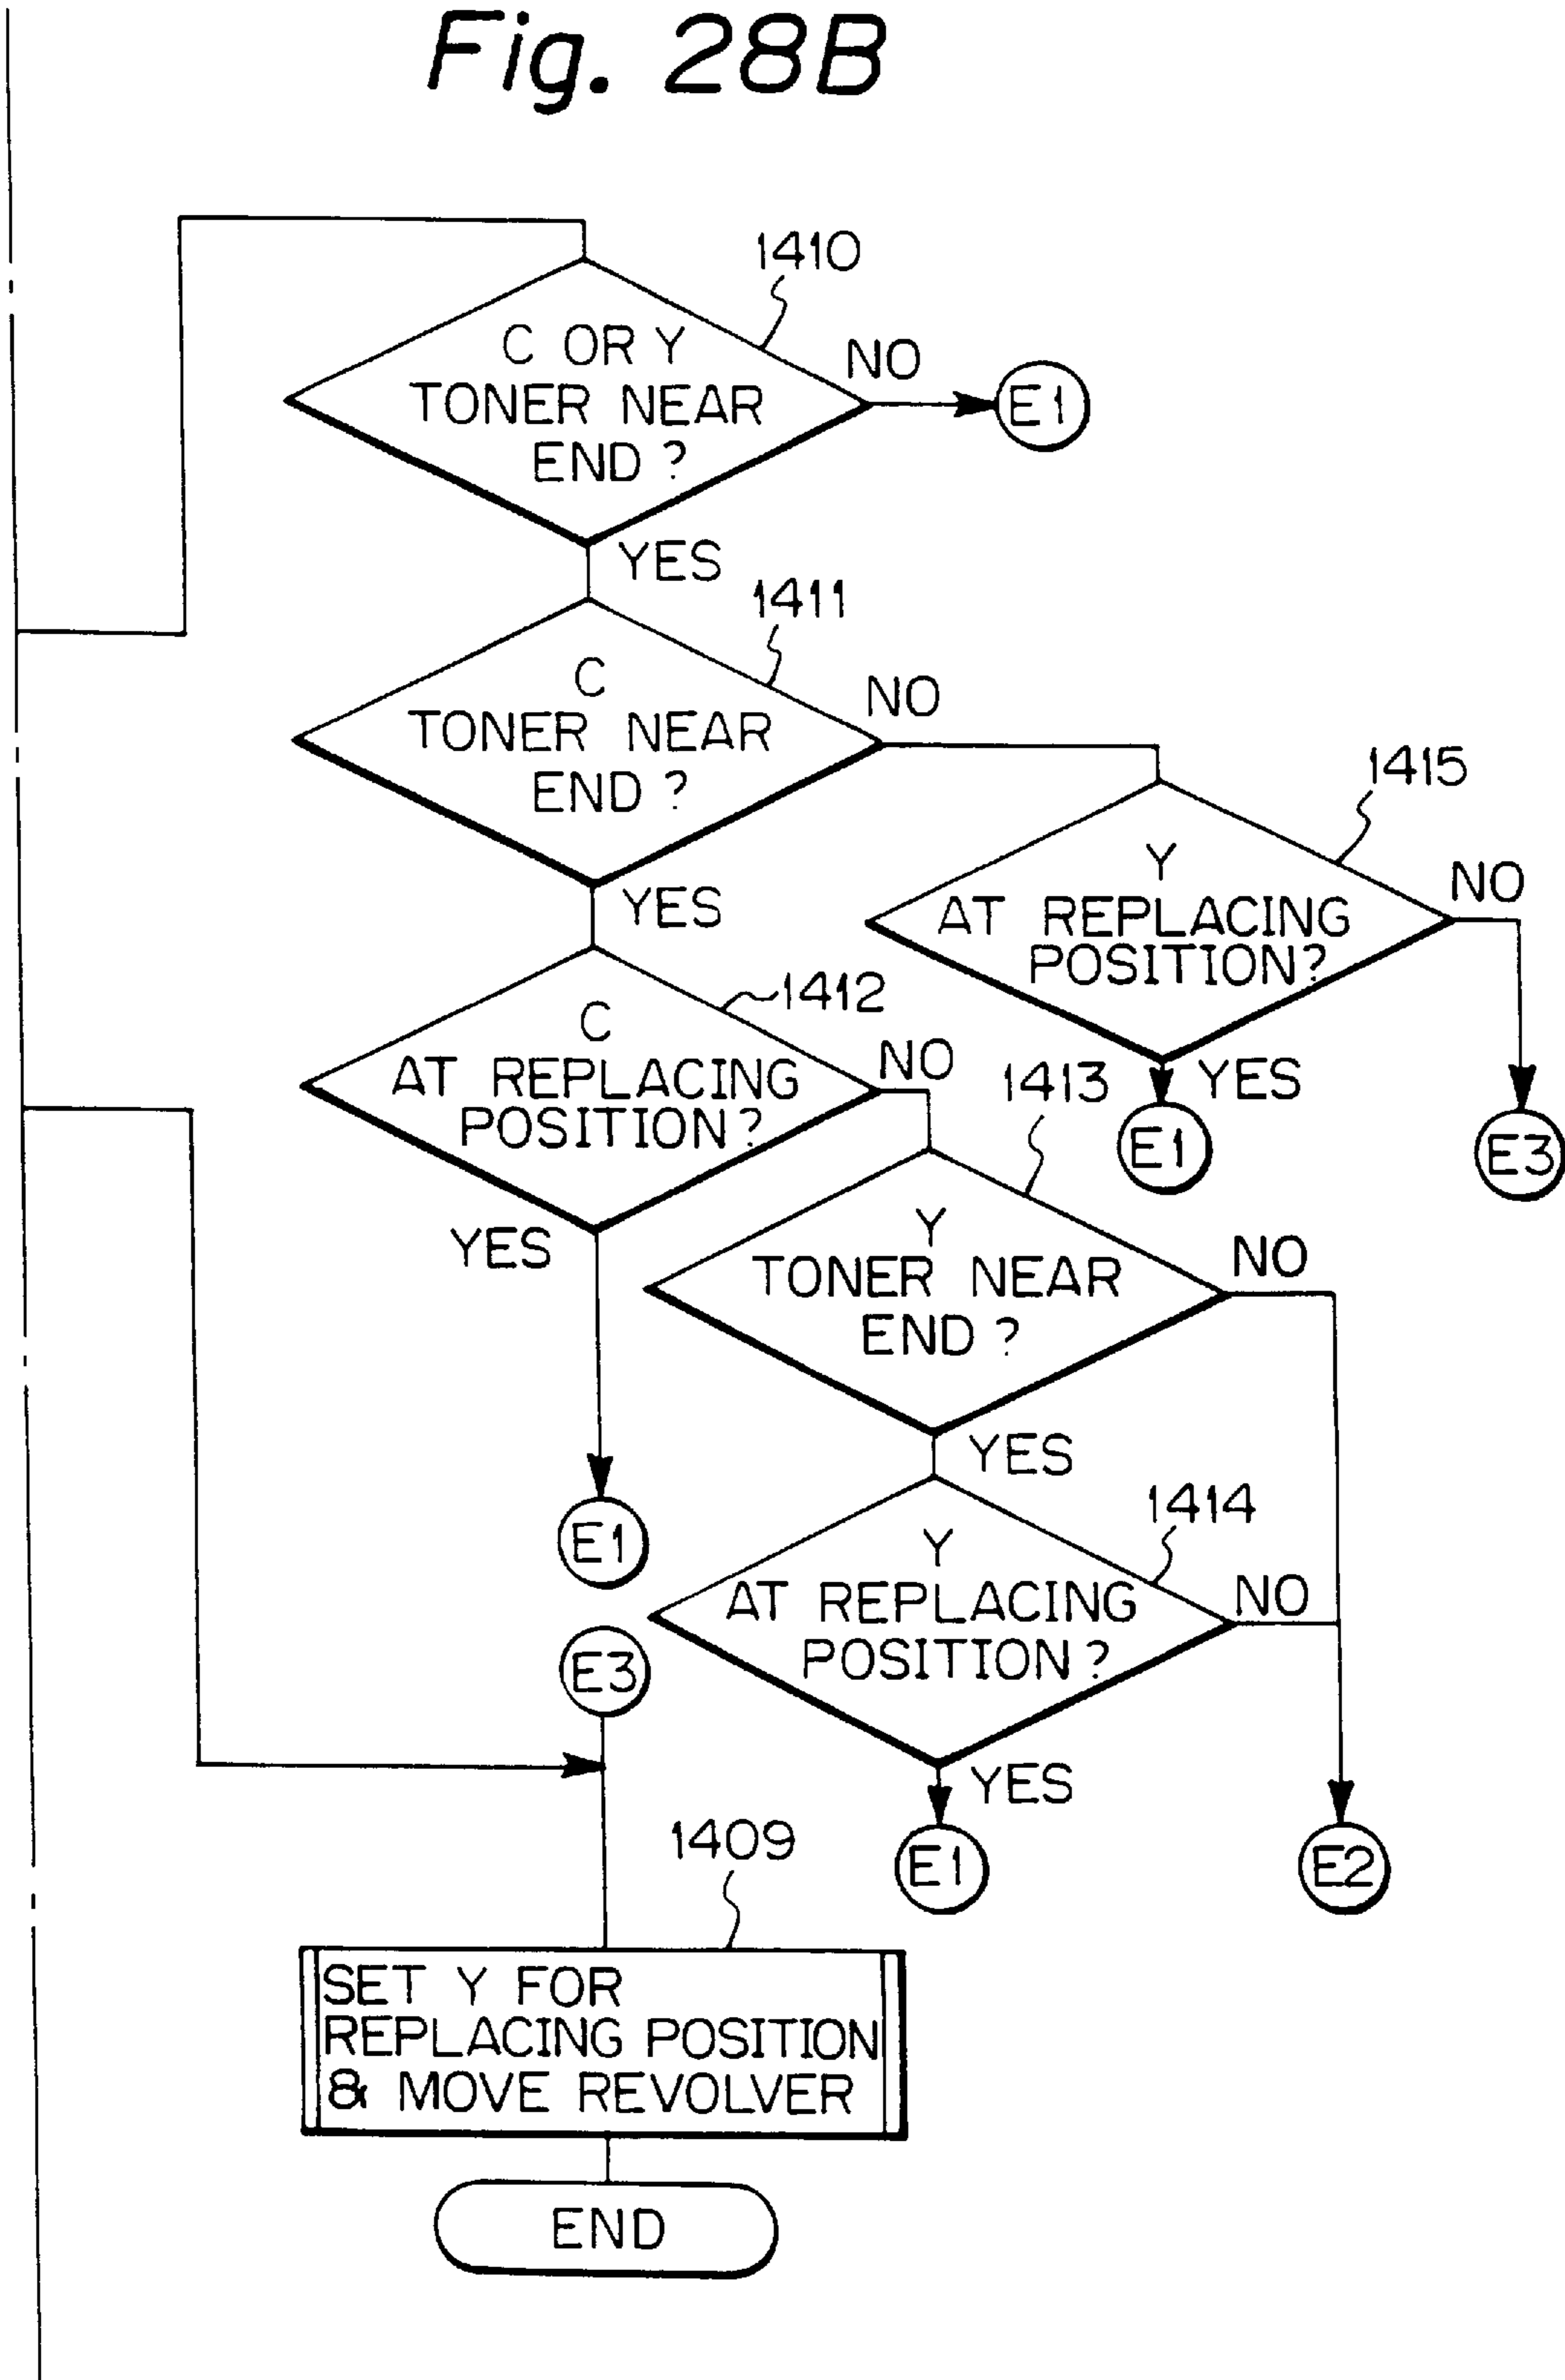 Fig. 28B
1410
C OR Y
TONER NEAR
END ?
NO
E1
YES
1411
C
TONER NEAR
END ?
NO
1415
Y
AT REPLACING
POSITION?
NO
YES
E1
E3
YES
1412
C
AT REPLACING
POSITION?
NO
YES
E1
1413
Y
TONER NEAR
END ?
NO
YES
1414
Y
AT REPLACING
POSITION ?
NO
YES
E1
E2
E3
1409
SET Y FOR
REPLACING POSITION
& MOVE REVOLVER
END